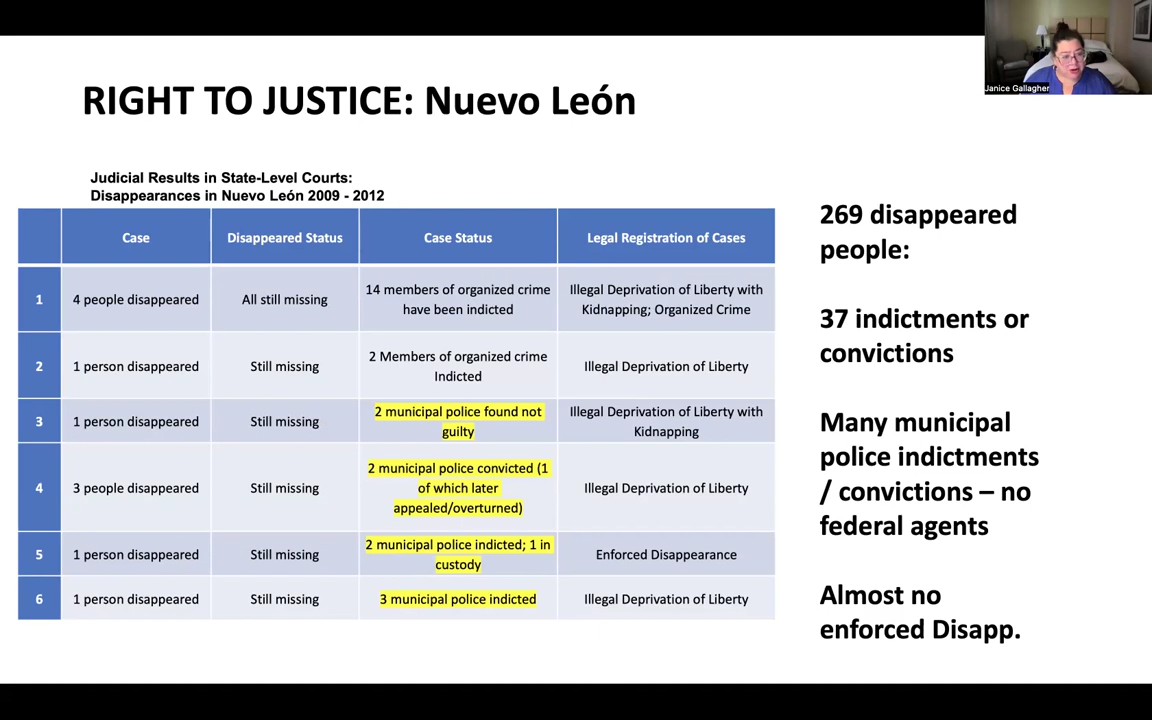 Janice Gallagher
RIGHT TO JUSTICE: Nuevo León
Judicial Results in State-Level Courts:
Disappearances in Nuevo León 2009 - 2012
Case
Disappeared Status
Case Status
Legal Registration of Cases
1
4 people disappeared
All still missing
14 members of organized crime
have been indicted
Illegal Deprivation of Liberty with
Kidnapping; Organized Crime
2
1 person disappeared
Still missing
2 Members of organized crime
Indicted
Illegal Deprivation of Liberty
3
1 person disappeared
Still missing
2 municipal police found not
guilty
Illegal Deprivation of Liberty with
Kidnapping
4
3 people disappeared
Still missing
2 municipal police convicted (1
of which later
appealed/overturned)
Illegal Deprivation of Liberty
5
1 person disappeared
Still missing
2 municipal police indicted; 1 in
custody
Enforced Disappearance
6
1 person disappeared
Still missing
3 municipal police indicted
Illegal Deprivation of Liberty
269 disappeared
people:
37 indictments or
convictions
Many municipal
police indictments
/ convictions – no
federal agents
Almost no
enforced Disapp.